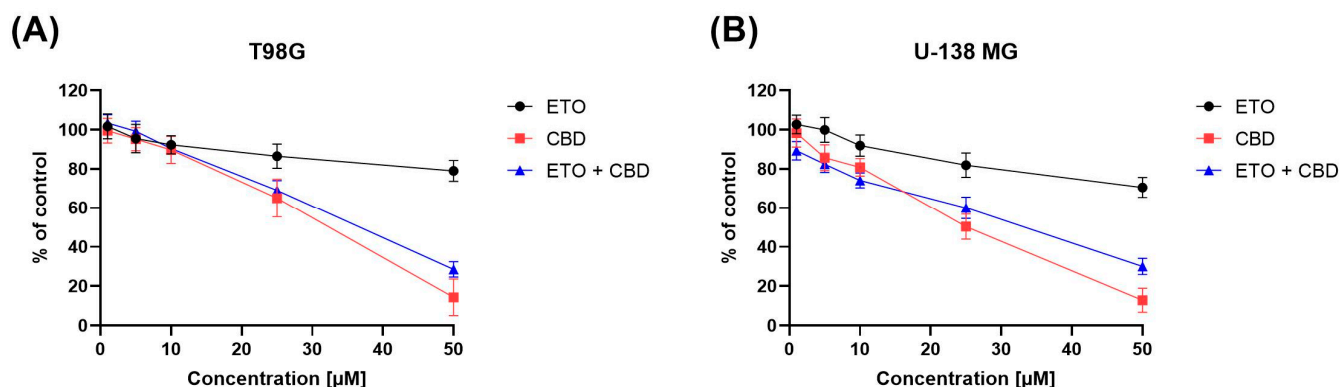 (A)
T98G
% of control
120
100
80
60
40
20
0
0
10
20
30
40
50
Concentration [µM]
ETO
CBD
ETO + CBD
(B)
U-138 MG
% of control
120
100
80
60
40
20
0
0
10
20
30
40
50
Concentration [µM]
ETO
CBD
ETO + CBD